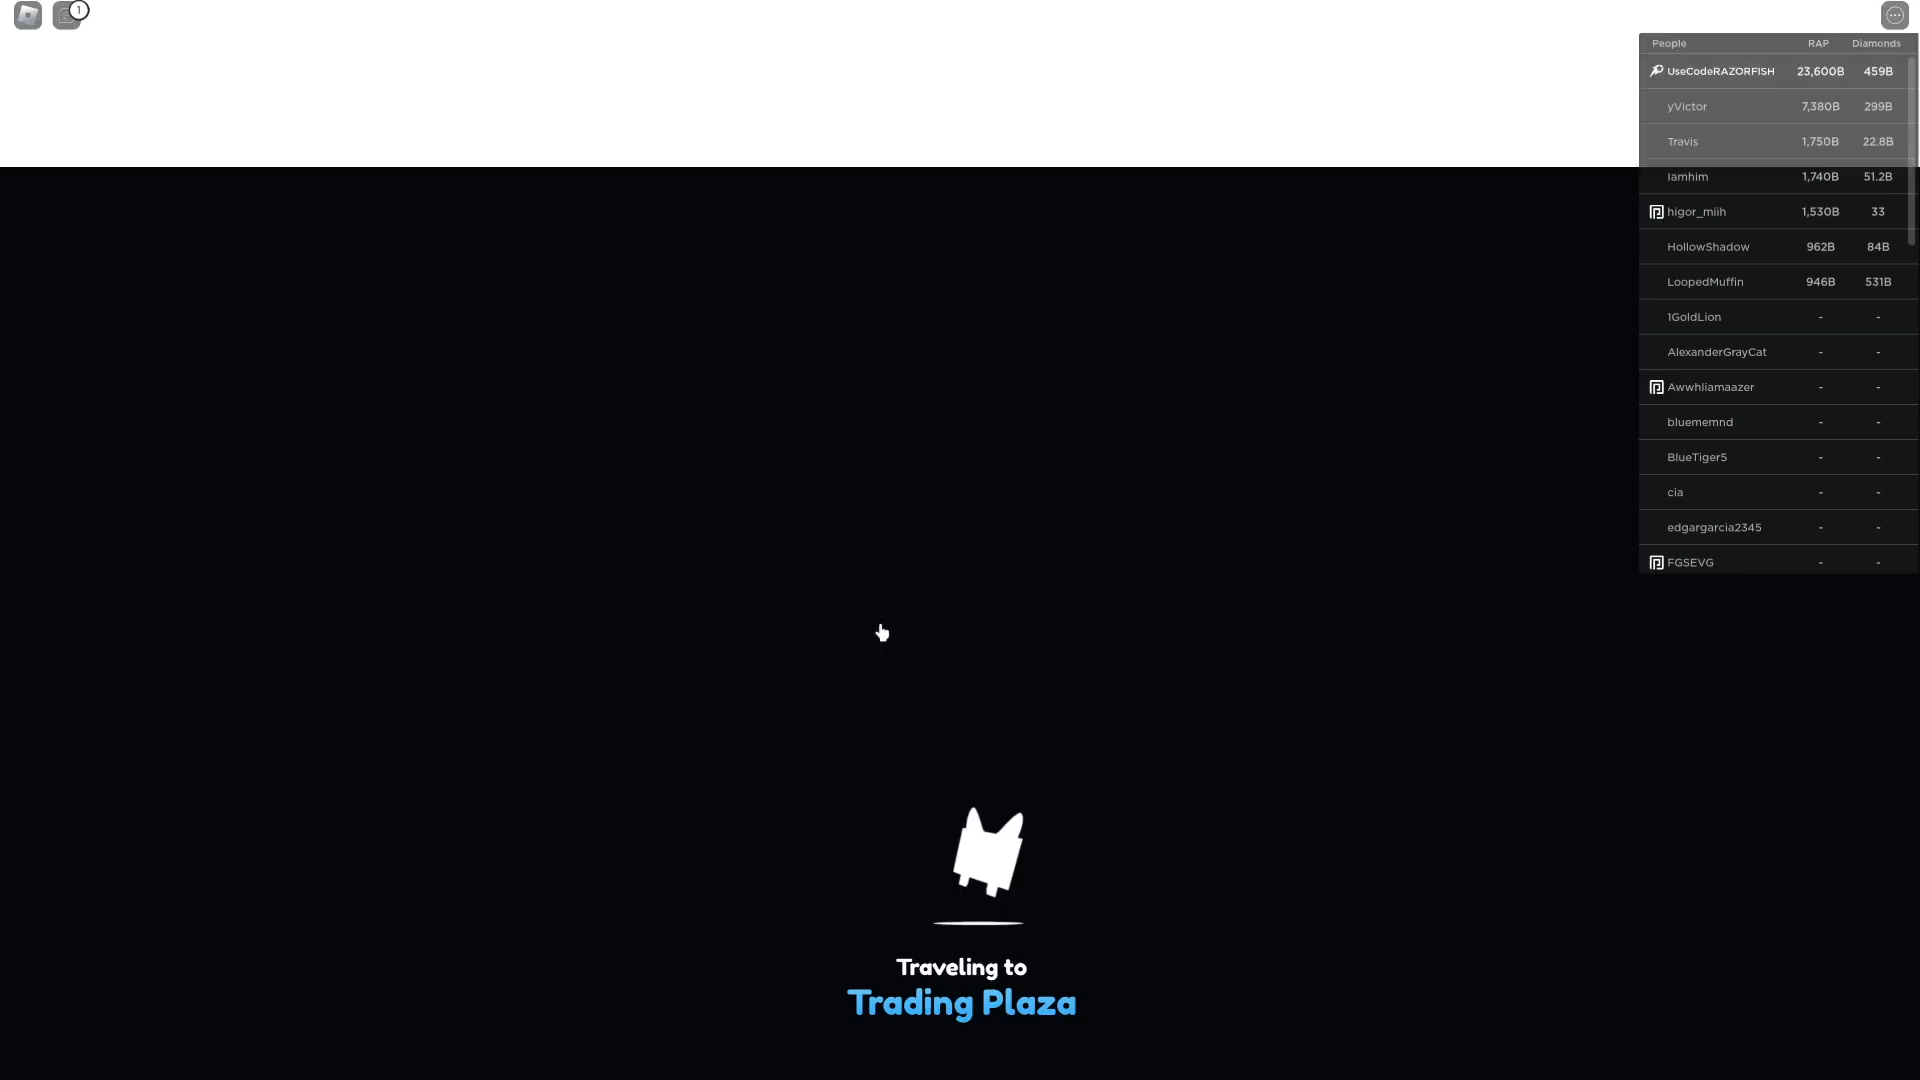 1
People RAP Diamonds
UseCodeRAZORFISH 23,600B 459B
yVictor 7,380B 299B
Travis 1,750B 22.8B
Iamhim 1,740B 51.2B
higor_miih 1,530B 33
HollowShadow 962B 84B
LoopedMuffin 946B 531B
1GoldLion - -
AlexanderGrayCat - -
Awwhliamaazer - -
bluememnd - -
BlueTiger5 - -
cia - -
edgargarcia2345 - -
FGSEVG - -
Traveling to
Trading Plaza